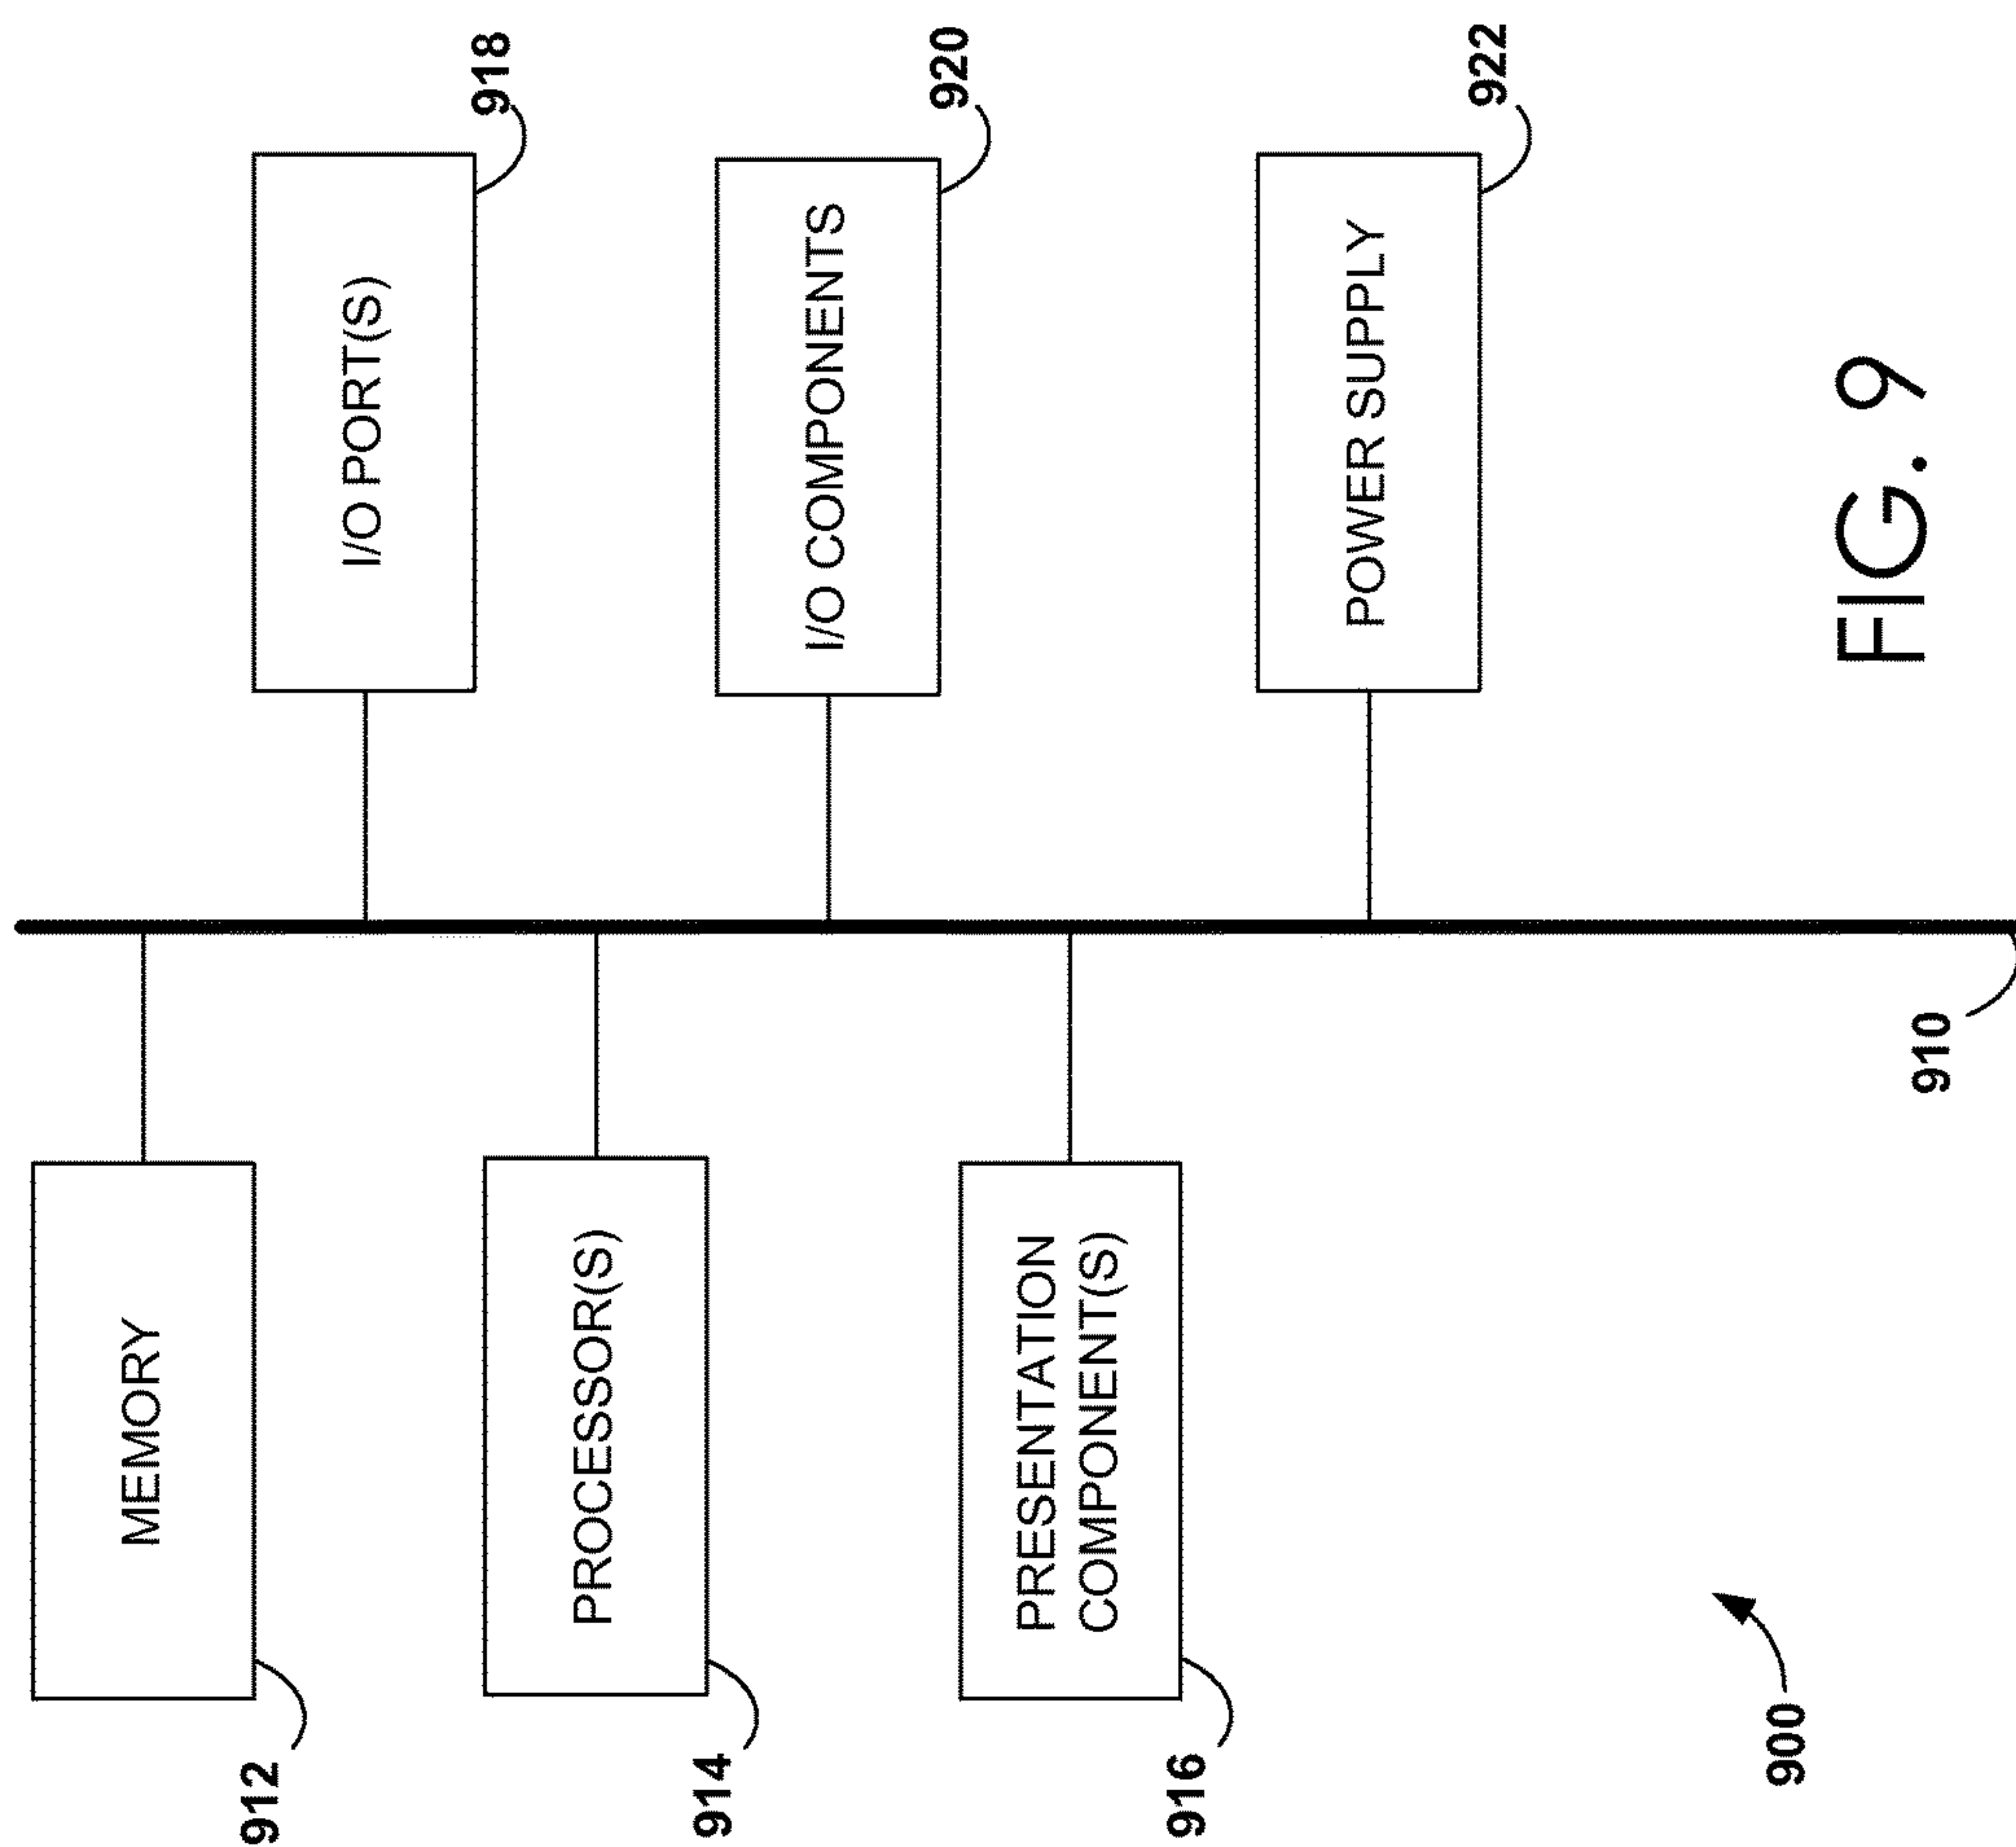 MEMORY
912
I/O PORT(S)
918
PROCESSOR(S)
914
I/O COMPONENTS
920
PRESENTATION
COMPONENT(S)
916
POWER SUPPLY
922
900
910
FIG. 9